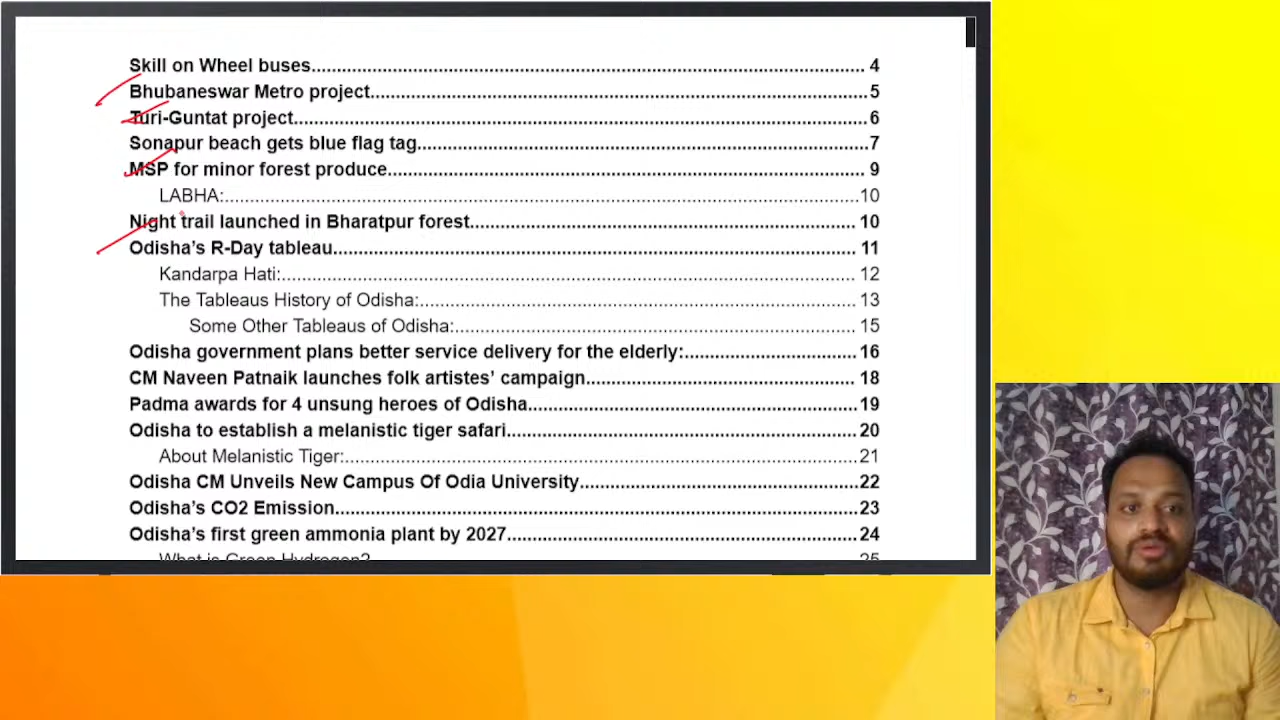 Skill on Wheel buses........................................................................................................... 4
Bhubaneswar Metro project................................................................................................ 5
Turi-Guntat project............................................................................................................... 6
Sonapur beach gets blue flag tag.......................................................................................7
MSP for minor forest produce............................................................................................. 9
LABHA:...........................................................................................................................10
Night trail launched in Bharatpur forest........................................................................... 10
Odisha's R-Day tableau...................................................................................................... 11
Kandarpa Hati:............................................................................................................... 12
The Tableaus History of Odisha:.................................................................................... 13
Some Other Tableaus of Odisha:............................................................................. 15
Odisha government plans better service delivery for the elderly:.................................. 16
CM Naveen Patnaik launches folk artistes' campaign..................................................... 18
Padma awards for 4 unsung heroes of Odisha................................................................19
Odisha to establish a melanistic tiger safari.................................................................... 20
About Melanistic Tiger:...................................................................................................21
Odisha CM Unveils New Campus Of Odia University......................................................22
Odisha's CO2 Emission......................................................................................................23
Odisha's first green ammonia plant by 2027.................................................................... 24
What is Green Hydrogen?.............................................................................................. 25